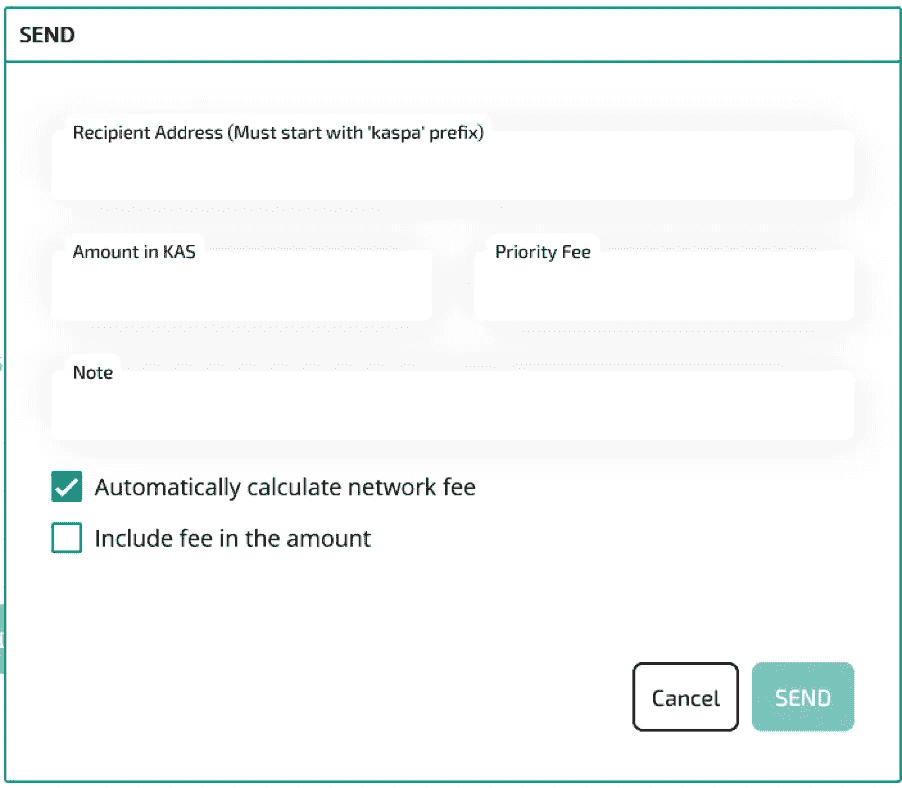 SEND
Recipient Address (Must start with 'kaspa' prefix)
Amount in KAS
Priority Fee
Note
Automatically calculate network fee
Include fee in the amount
Cancel
SEND